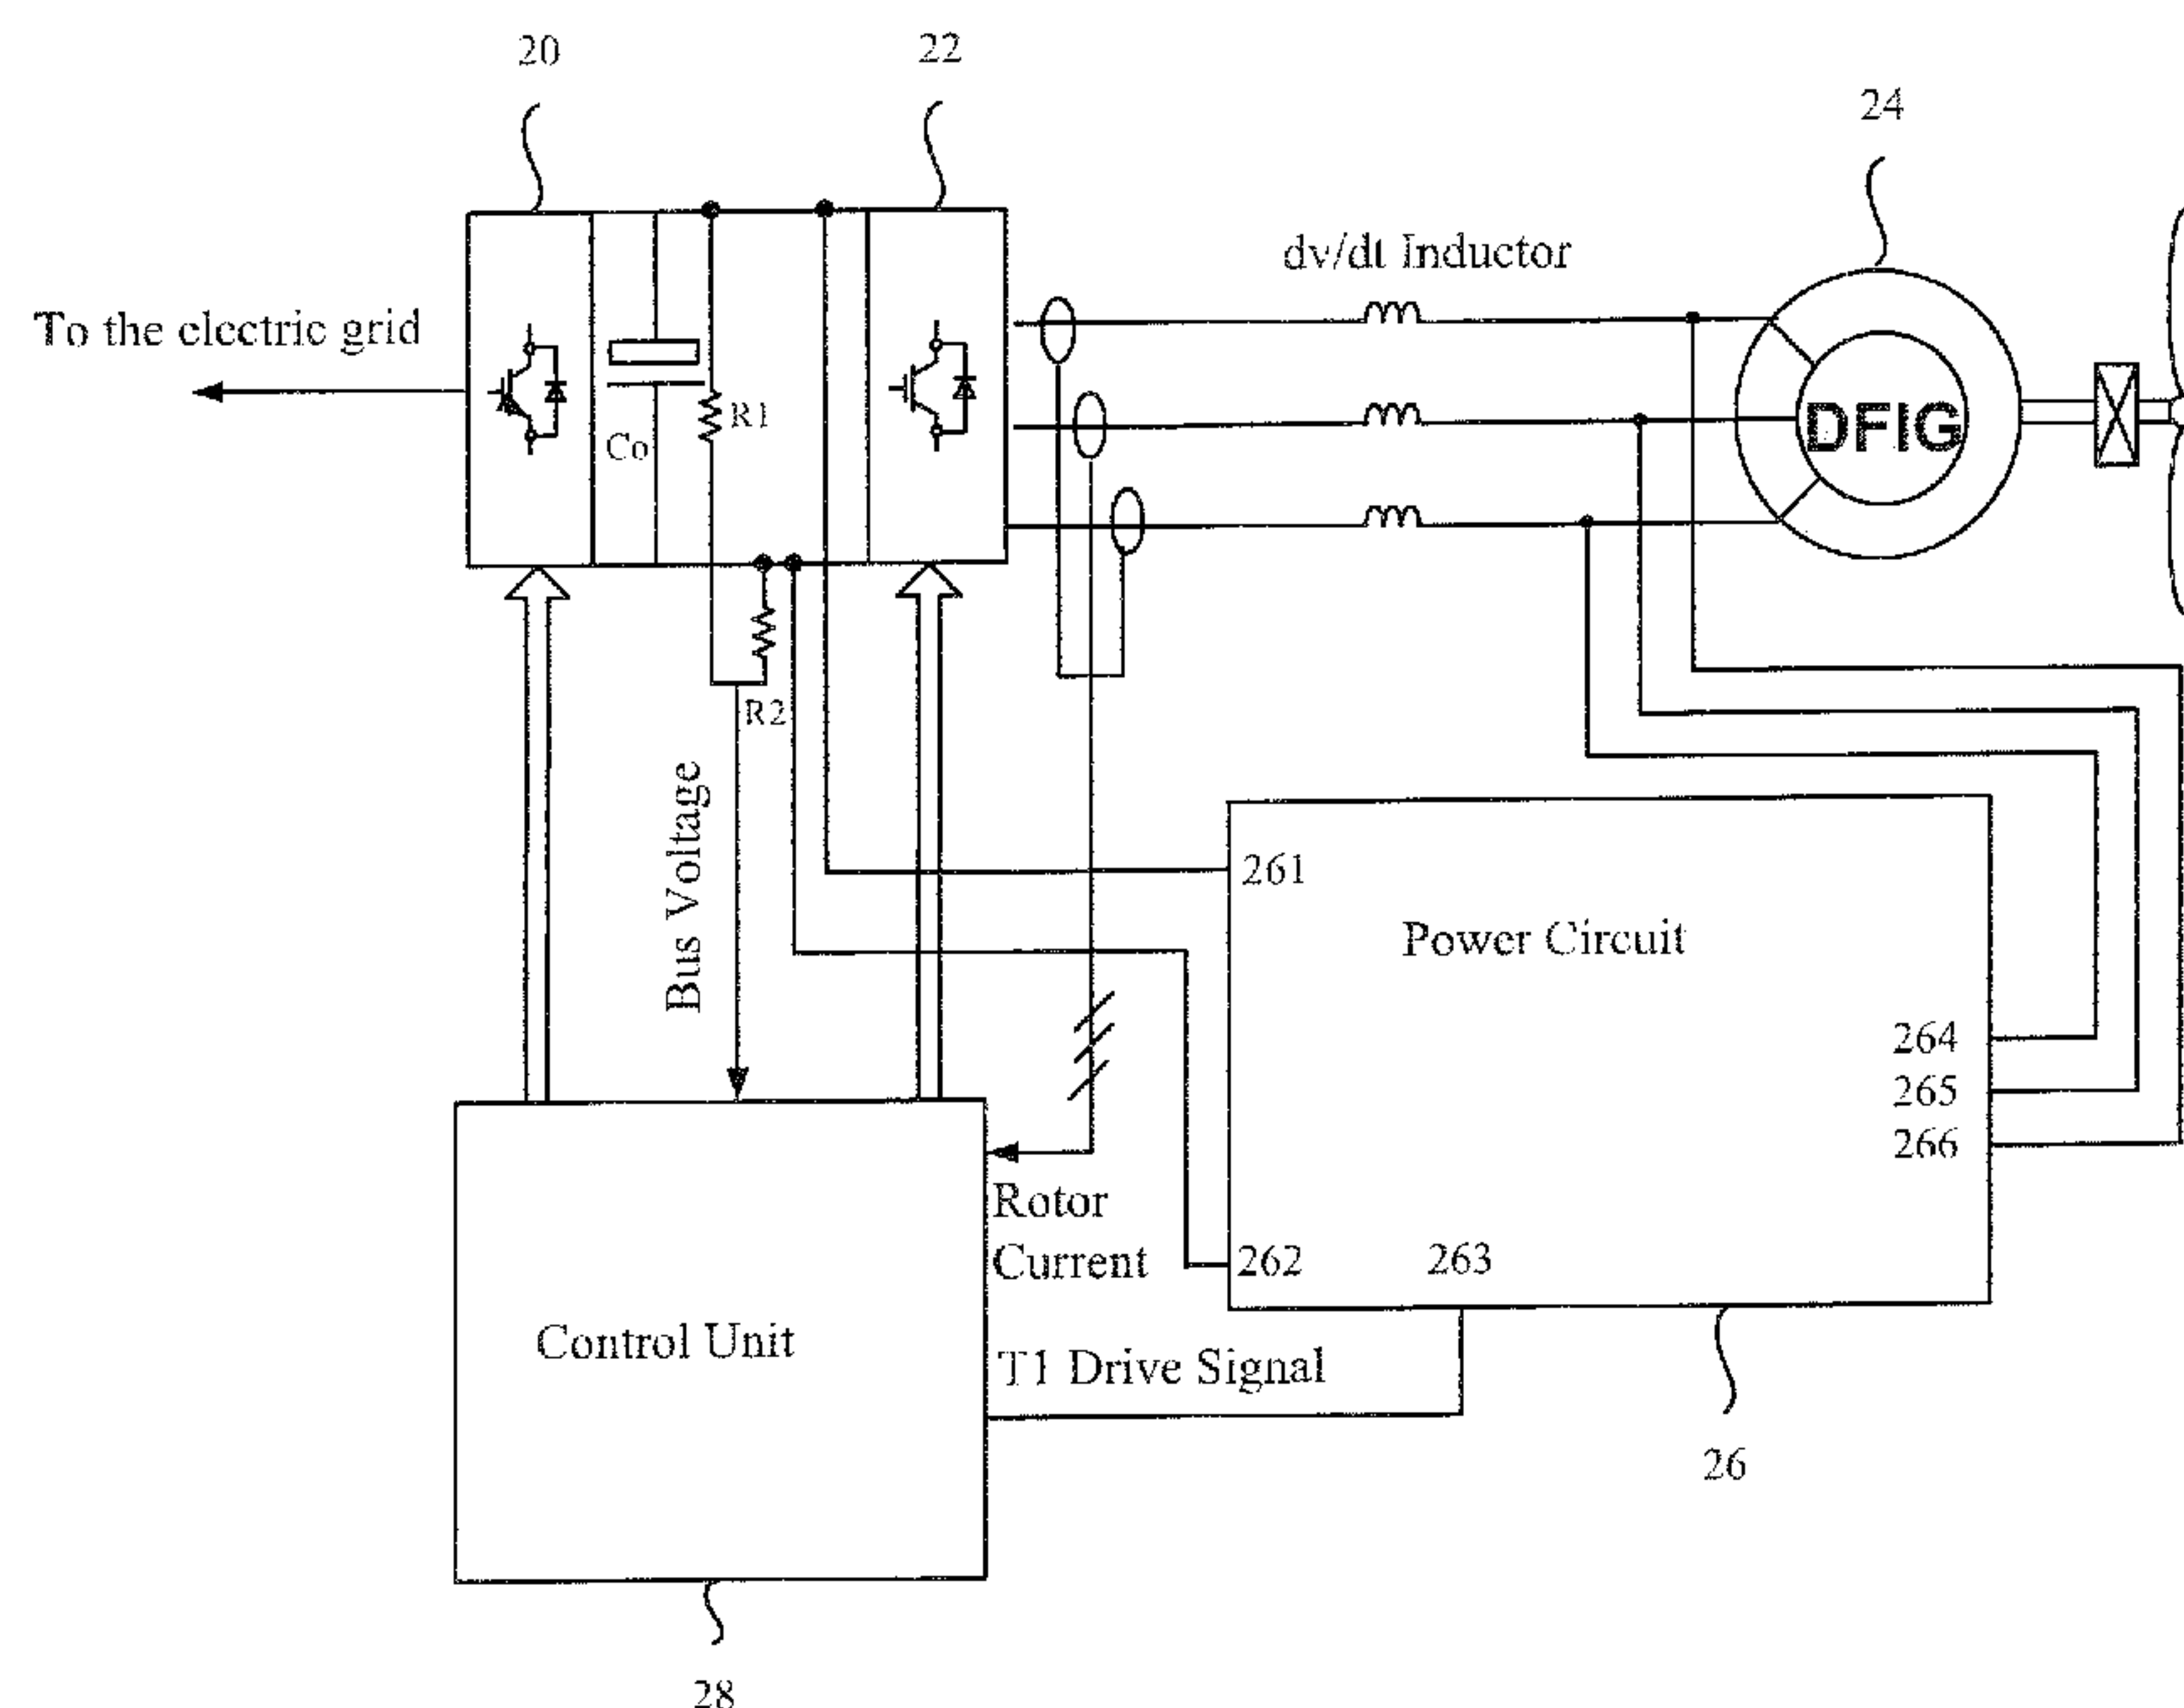 20
22
24
dv/dt Inductor
To the electric grid
DFIG
R1
Co
R2
Bus Voltage
261
Power Circuit
264
265
266
Rotor
Current
262
263
Control Unit
T1 Drive Signal
26
28